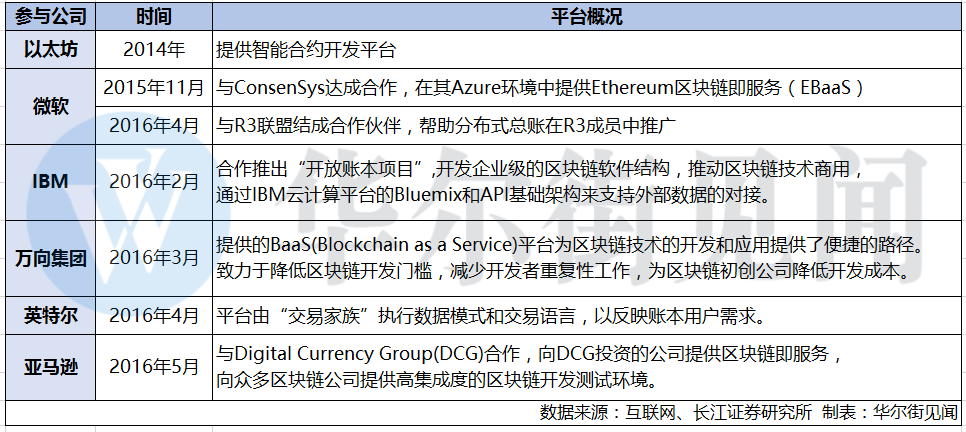 参与公司 时间 平台概况
以太坊 2014年 提供智能合约开发平台
微软 2015年11月 与ConsenSys达成合作，在其Azure环境中提供Ethereum区块链即服务（EBaaS）
2016年4月 与R3联盟结成合作伙伴，帮助分布式总账在R3成员中推广
IBM 2016年2月 合作推出“开放账本项目”,开发企业级的区块链软件结构，推动区块链技术商用，
通过IBM云计算平台的Bluemix和API基础架构来支持外部数据的对接。
万向集团 2016年3月 提供的BaaS(Blockchain as a Service)平台为区块链技术的开发和应用提供了便捷的路径。
致力于降低区块链开发门槛，减少开发者重复性工作，为区块链初创公司降低开发成本。
英特尔 2016年4月 平台由“交易家族”执行数据模式和交易语言，以反映账本用户需求。
亚马逊 2016年5月 与Digital Currency Group(DCG)合作，向DCG投资的公司提供区块链即服务，
向众多区块链公司提供高集成度的区块链开发测试环境。
数据来源：互联网、长江证券研究所 制表：华尔街见闻
W 华尔街见闻